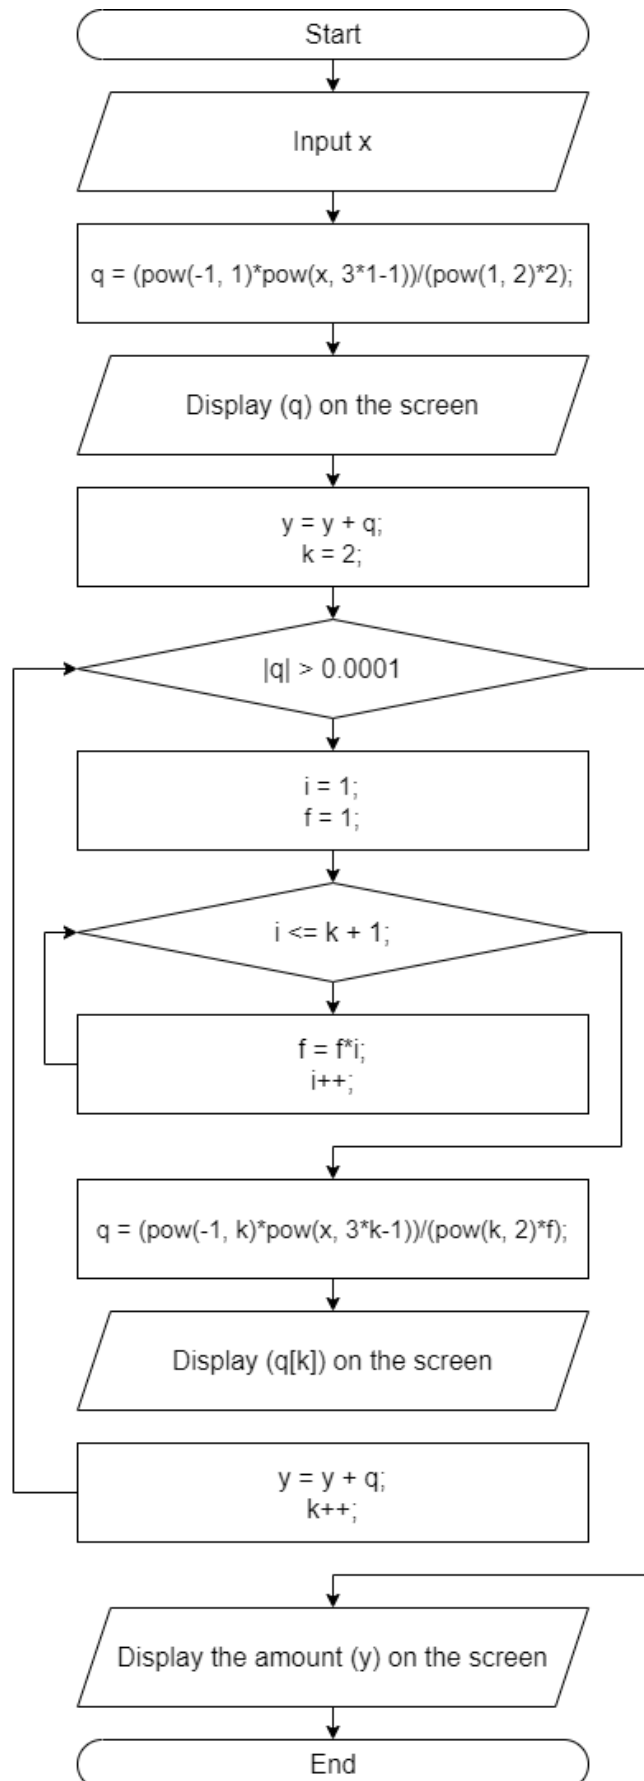 Start
Input x
q = (pow(-1, 1)*pow(x, 3*1-1))/(pow(1, 2)*2);
Display (q) on the screen
y = y + q;
k = 2;
|q| > 0.0001
i = 1;
f = 1;
i <= k + 1;
f = f*i;
i++;
q = (pow(-1, k)*pow(x, 3*k-1))/(pow(k, 2)*f);
Display (q[k]) on the screen
y = y + q;
k++;
Display the amount (y) on the screen
End